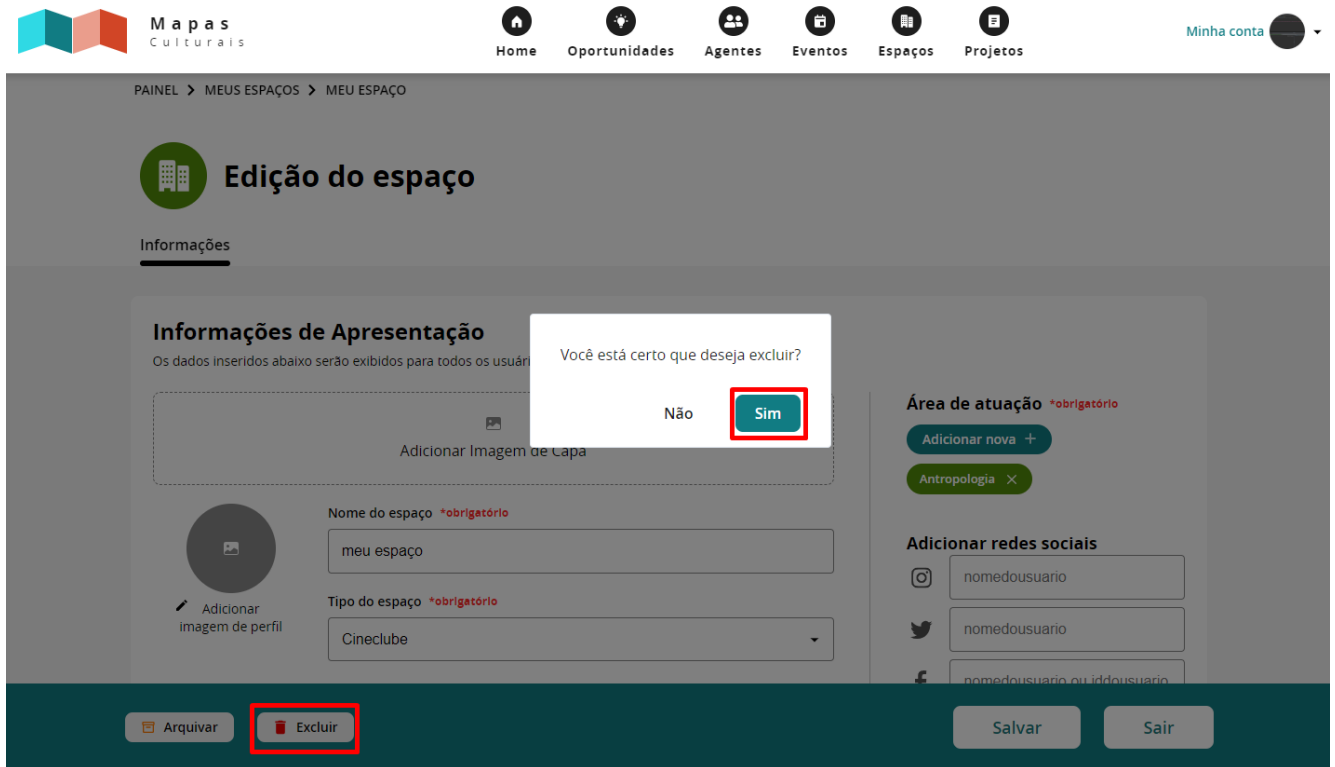 Mapas
Culturais
Home
Oportunidades
Agentes
Eventos
Espaços
Projetos
Minha conta
PAINEL > MEUS ESPAÇOS > MEU ESPAÇO
Edição do espaço
Informações
Informações de Apresentação
Os dados inseridos abaixo serão exibidos para todos os
Você está certo que deseja excluir?
Não
Sim
Adicionar Imagem de Capa
Nome do espaço *obrigatório
meu espaço
Adicionar
imagem de perfil
Tipo do espaço *obrigatório
Cineclube
Área de atuação *obrigatório
Adicionar nova +
Antropologia ×
Adicionar redes sociais
nomedousuario
nomedousuario
nomedousuario ou iddousuario
Arquivar
Excluir
Salvar
Sair